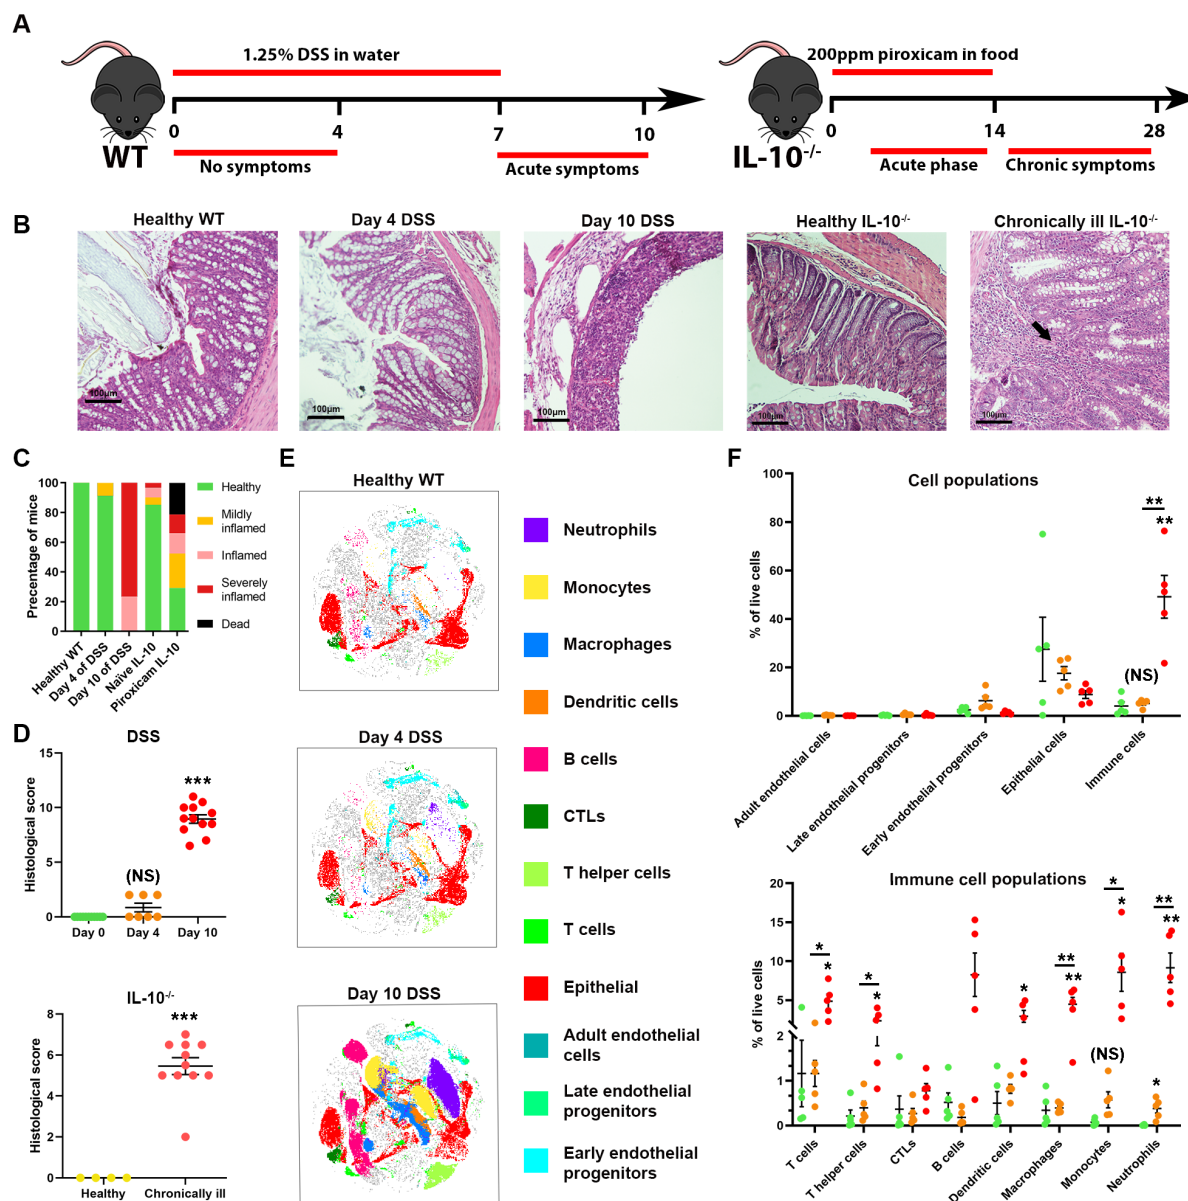 A
1.25% DSS in water
0
4
7
10
WT
No symptoms
Acute symptoms
200ppm piroxicam in food
0
14
28
IL-10-/-
Acute phase
Chronic symptoms
B
Healthy WT
Day 4 DSS
Day 10 DSS
Healthy IL-10-/-
Chronically ill IL-10-/-
100µm
100µm
100µm
100µm
100µm
C
Percentage of mice
100
80
60
40
20
0
Healthy WT
Day 4 of DSS
Day 10 of DSS
Naïve IL-10
Piroxicam IL-10
Healthy
Mildly
inflamed
Inflamed
Severely
inflamed
Dead
D
DSS
Histological score
15
10
5
0
(NS)
***
Day 0
Day 4
Day 10
IL-10-/-
Histological score
8
6
4
2
0
***
Healthy
Chronically ill
E
Healthy WT
Day 4 DSS
Day 10 DSS
Neutrophils
Monocytes
Macrophages
Dendritic cells
B cells
CTLs
T helper cells
T cells
Epithelial
Adult endothelial
cells
Late endothelial
progenitors
Early endothelial
progenitors
F
Cell populations
% of live cells
100
80
60
40
20
0
(NS)
**
**
Adult endothelial cells
Late endothelial progenitors
Early endothelial progenitors
Epithelial cells
Immune cells
Immune cell populations
% of live cells
20
15
10
5
2
1
0
*
*
*
*
*
**
**
(NS)
*
*
*
**
**
T cells
T helper cells
CTLs
B cells
Dendritic cells
Macrophages
Monocytes
Neutrophils